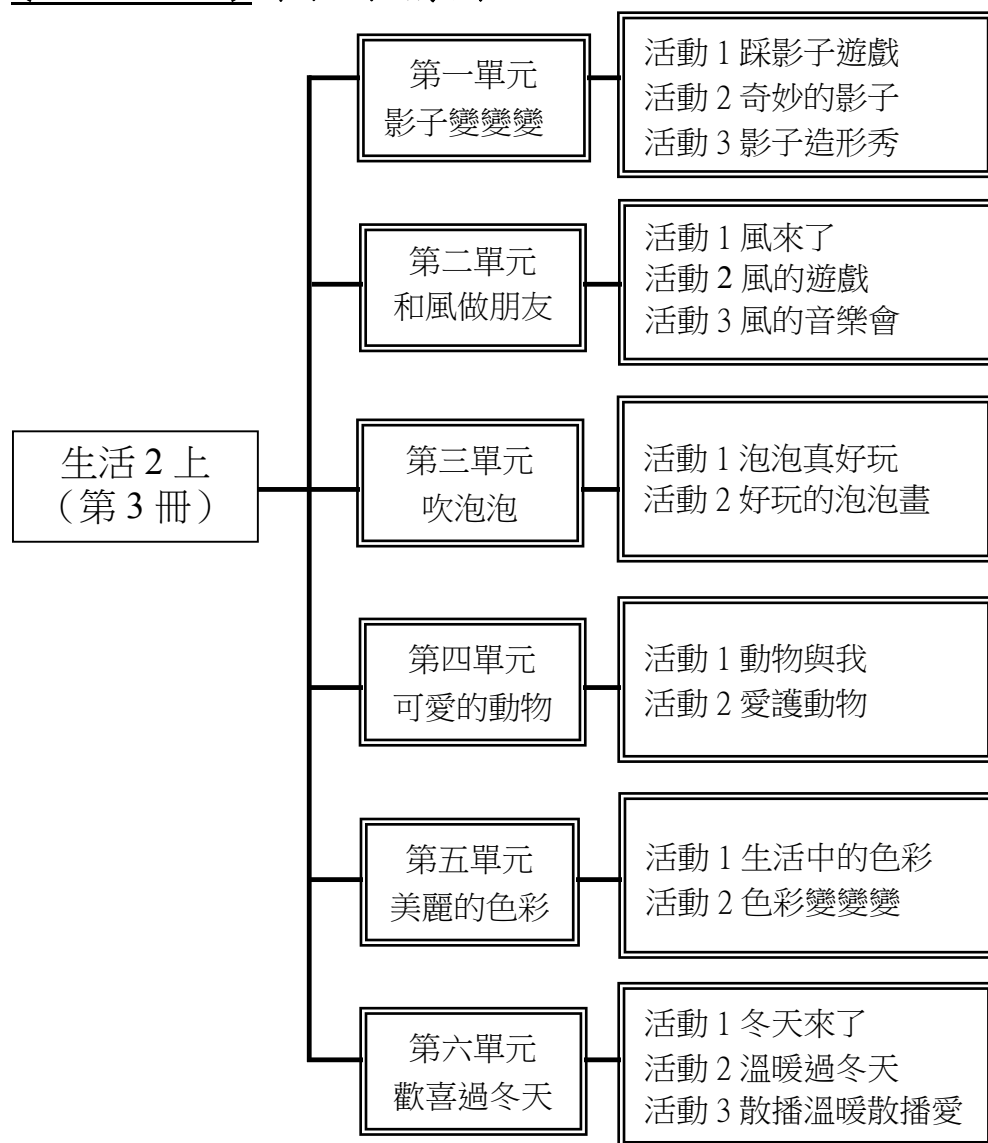 生活 2 上
（第 3 冊）
第一單元
影子變變變
活動 1 踩影子遊戲
活動 2 奇妙的影子
活動 3 影子造形秀
第二單元
和風做朋友
活動 1 風來了
活動 2 風的遊戲
活動 3 風的音樂會
第三單元
吹泡泡
活動 1 泡泡真好玩
活動 2 好玩的泡泡畫
第四單元
可愛的動物
活動 1 動物與我
活動 2 愛護動物
第五單元
美麗的色彩
活動 1 生活中的色彩
活動 2 色彩變變變
第六單元
歡喜過冬天
活動 1 冬天來了
活動 2 溫暖過冬天
活動 3 散播溫暖散播愛